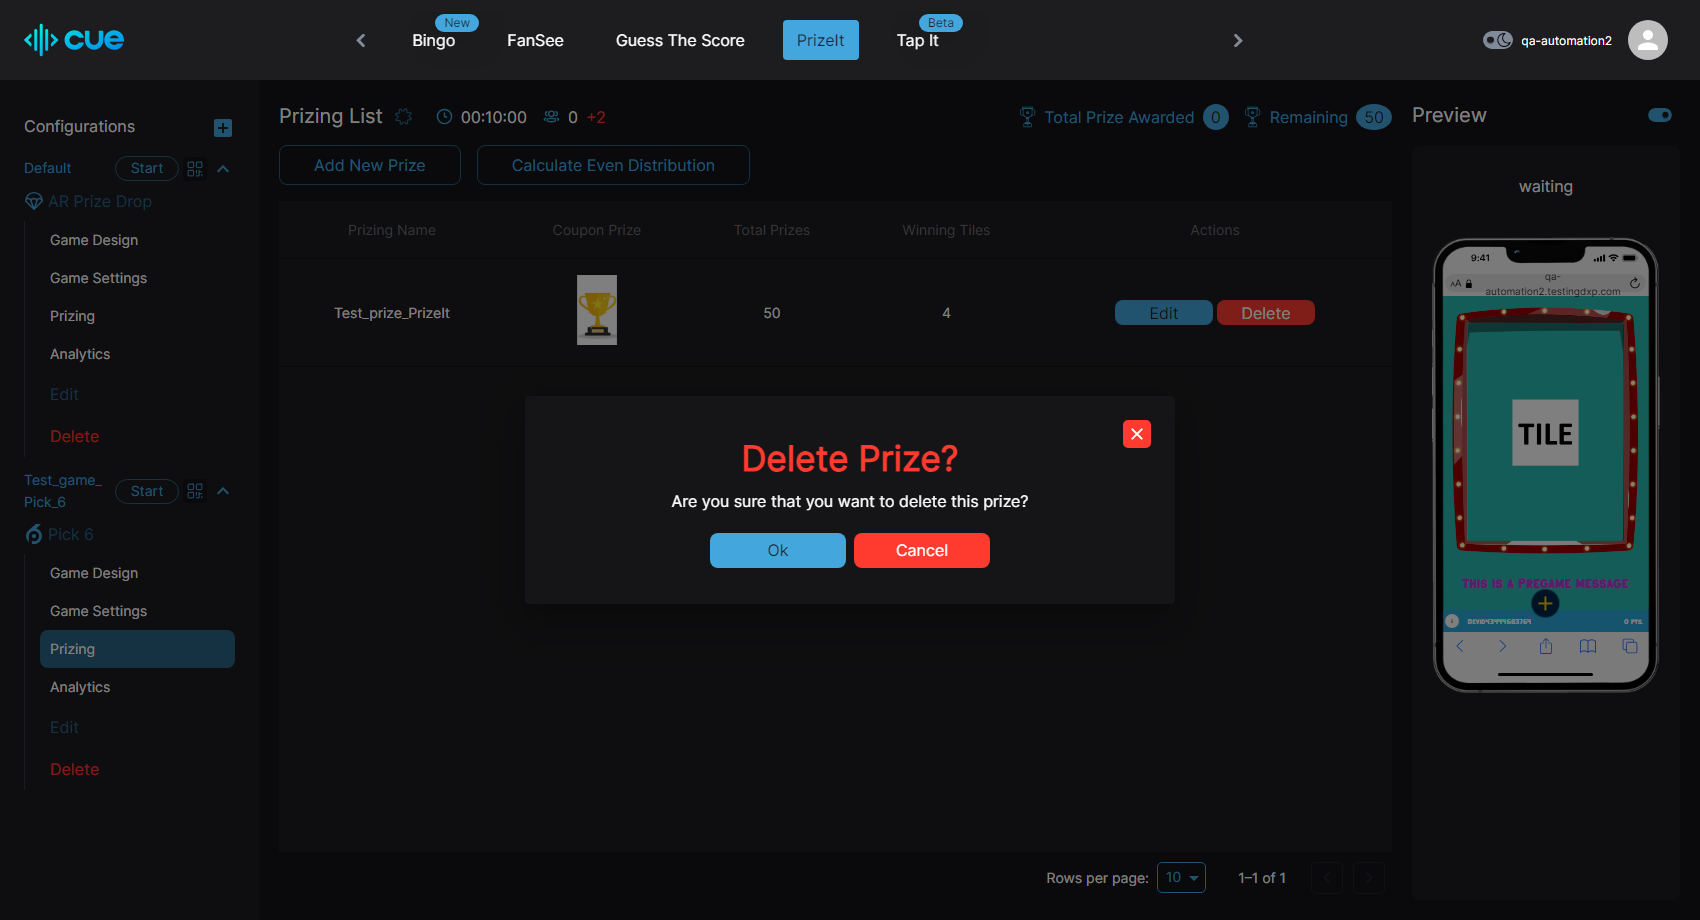 cue
Bingo
New
FanSee
Guess The Score
PrizeIt
Tap It
Beta
qa-automation2
Configurations
Default
Start
AR Prize Drop
Game Design
Game Settings
Prizing
Analytics
Edit
Delete
Test_game_
Pick_6
Start
Pick 6
Game Design
Game Settings
Prizing
Analytics
Edit
Delete
Prizing List
00:10:00
0
+2
Total Prize Awarded 0
Remaining 50
Add New Prize
Calculate Even Distribution
Prizing Name
Coupon Prize
Total Prizes
Winning Tiles
Actions
Test_prize_PrizeIt
50
4
Edit
Delete
Delete Prize?
Are you sure that you want to delete this prize?
Ok
Cancel
Rows per page:
10
1–1 of 1
Preview
waiting
9:41
AA
qa-
automation2.testingdxp.com
TILE
This is a Pregame message
0 Pts.